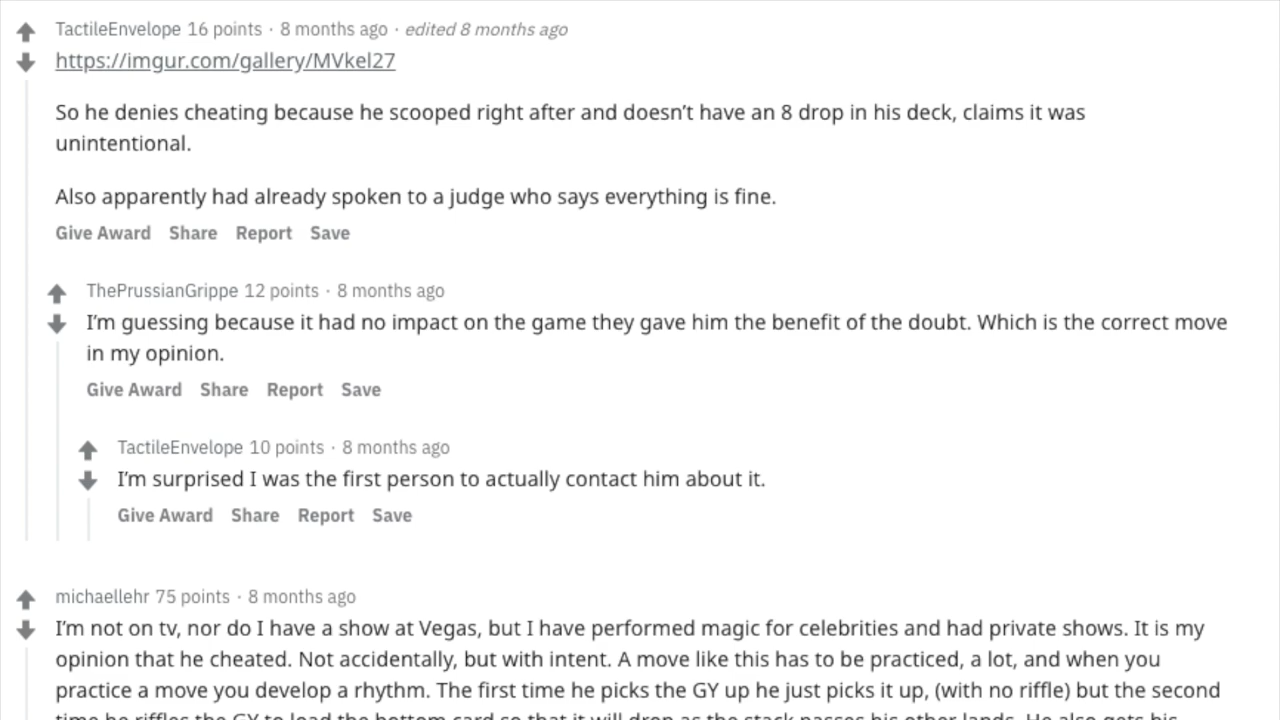 TactileEnvelope 16 points · 8 months ago · edited 8 months ago
https://imgur.com/gallery/MVkel27
So he denies cheating because he scooped right after and doesn’t have an 8 drop in his deck, claims it was
unintentional.
Also apparently had already spoken to a judge who says everything is fine.
Give Award Share Report Save
ThePrussianGrippe 12 points · 8 months ago
I’m guessing because it had no impact on the game they gave him the benefit of the doubt. Which is the correct move
in my opinion.
Give Award Share Report Save
TactileEnvelope 10 points · 8 months ago
I’m surprised I was the first person to actually contact him about it.
Give Award Share Report Save
michaellehr 75 points · 8 months ago
I’m not on tv, nor do I have a show at Vegas, but I have performed magic for celebrities and had private shows. It is my
opinion that he cheated. Not accidentally, but with intent. A move like this has to be practiced, a lot, and when you
practice a move you develop a rhythm. The first time he picks the GY up he just picks it up, (with no riffle) but the second
time he riffles the GY to load the bottom card so that it will drop as the stack passes his other lands. He also gets his